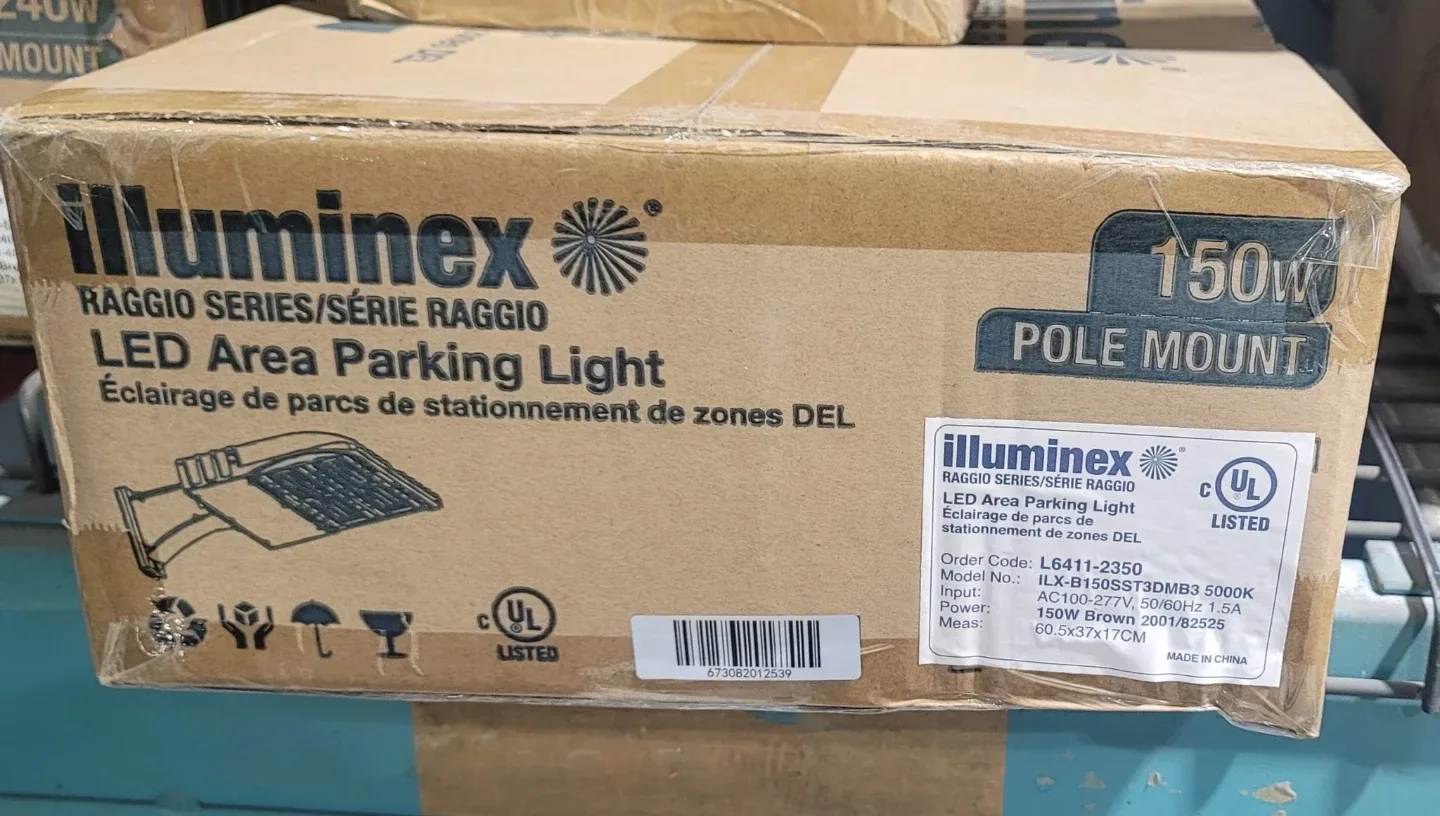 240W
MOUNT
illuminex ®
RAGGIO SERIES/SÉRIE RAGGIO
LED Area Parking Light
Éclairage de parcs de stationnement de zones DEL
150W
POLE MOUNT
c UL ®
LISTED
673082012539
illuminex ®
RAGGIO SERIES/SÉRIE RAGGIO
LED Area Parking Light
Éclairage de parcs de
stationnement de zones DEL
c UL ®
LISTED
Order Code: L6411-2350
Model No.: ILX-B150SST3DMB3 5000K
Input: AC100-277V, 50/60Hz 1.5A
Power: 150W Brown 2001/82525
Meas: 60.5x37x17CM
MADE IN CHINA